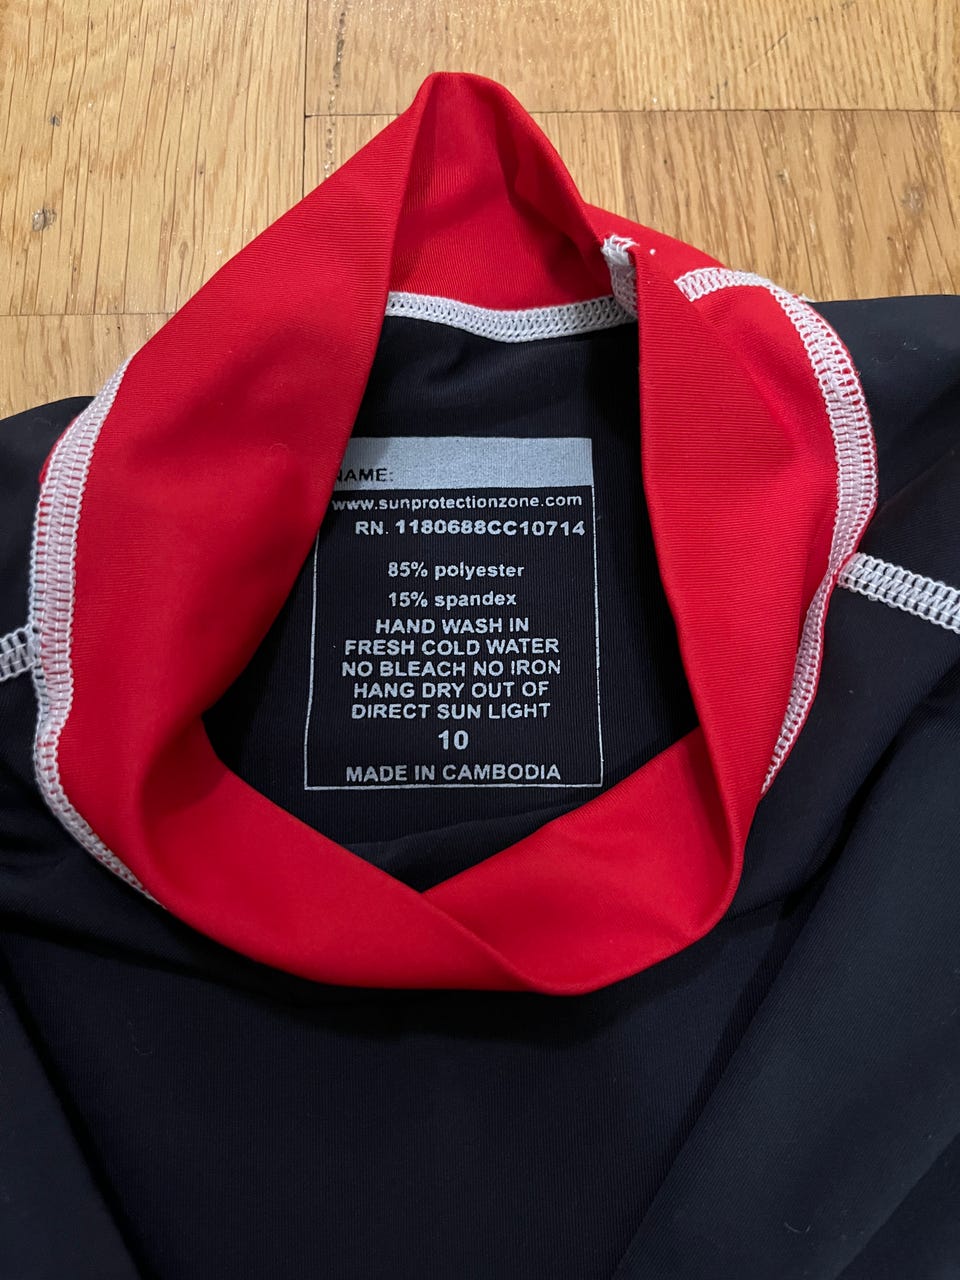 NAME:
www.sunprotectionzone.com
RN. 1180688CC10714
85% polyester
15% spandex
HAND WASH IN
FRESH COLD WATER
NO BLEACH NO IRON
HANG DRY OUT OF
DIRECT SUN LIGHT
10
MADE IN CAMBODIA